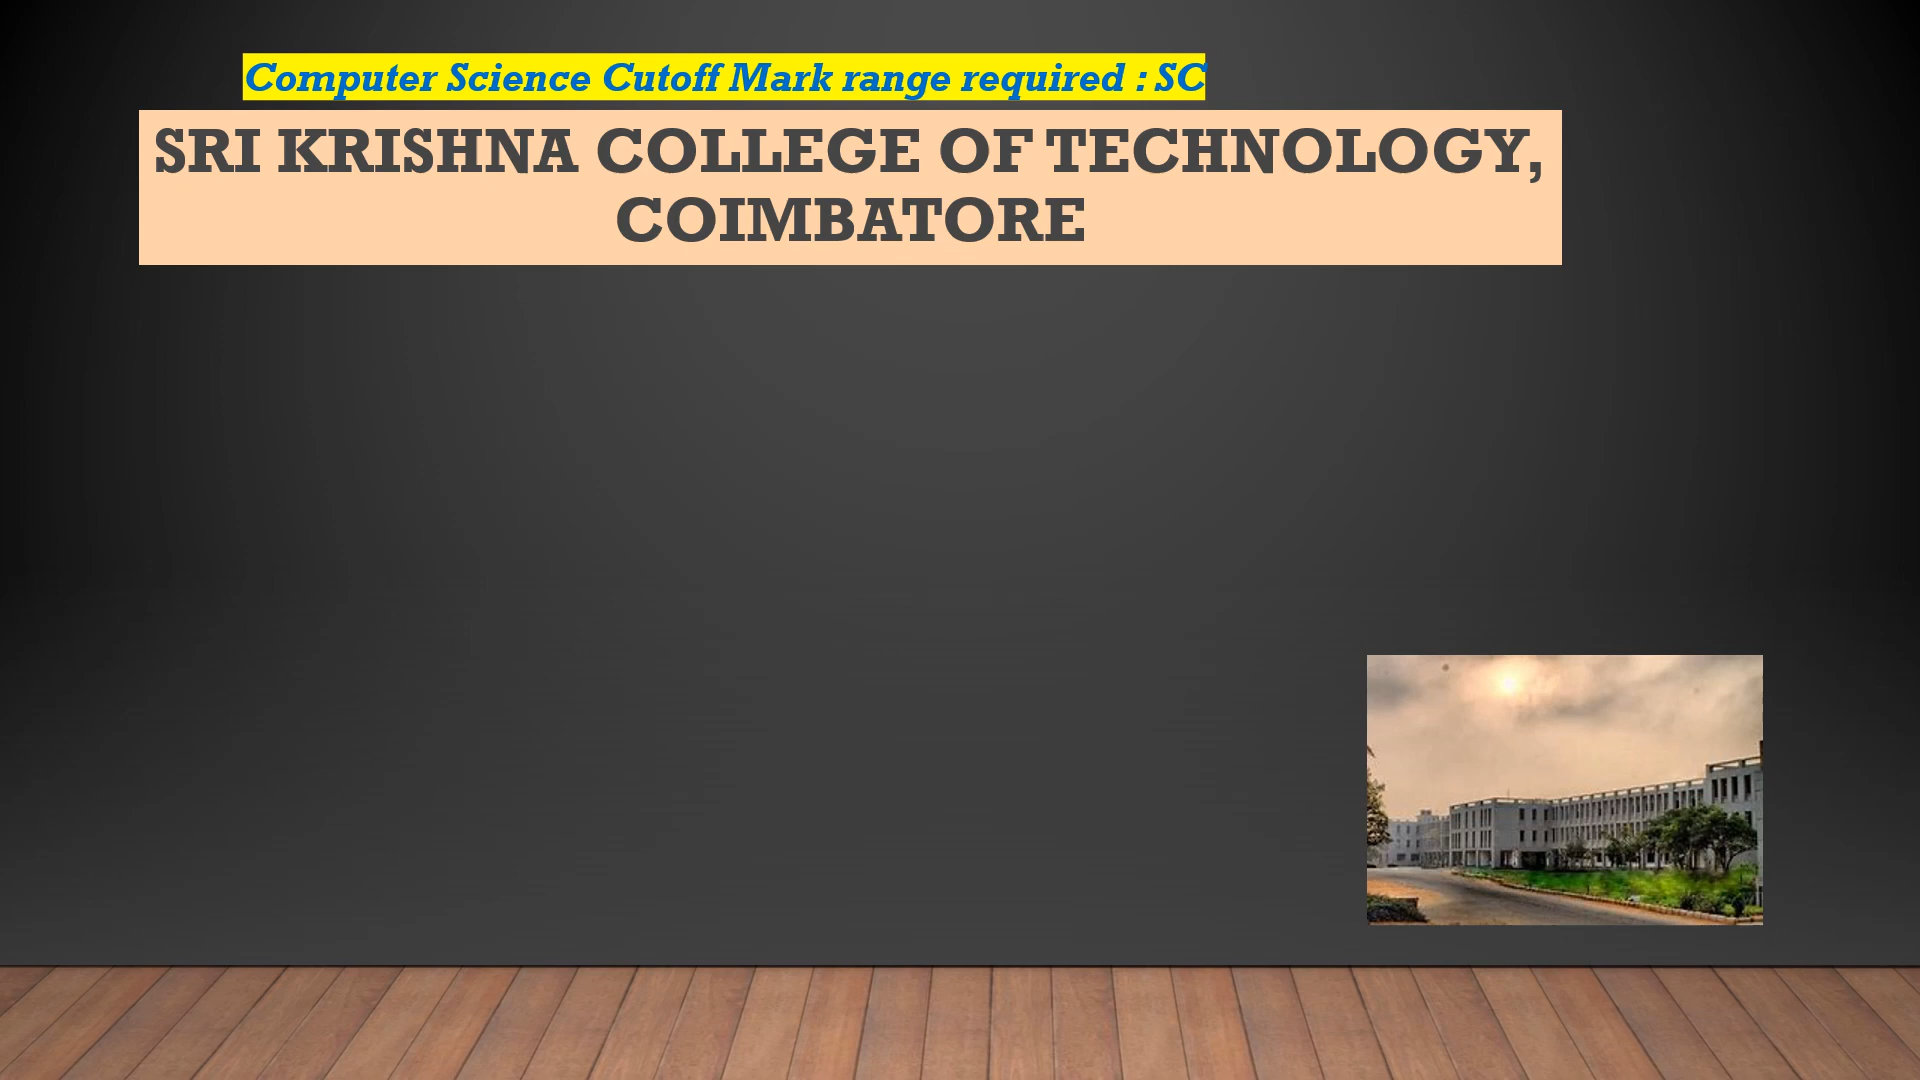 Computer Science Cutoff Mark range required : SC
SRI KRISHNA COLLEGE OF TECHNOLOGY,
COIMBATORE